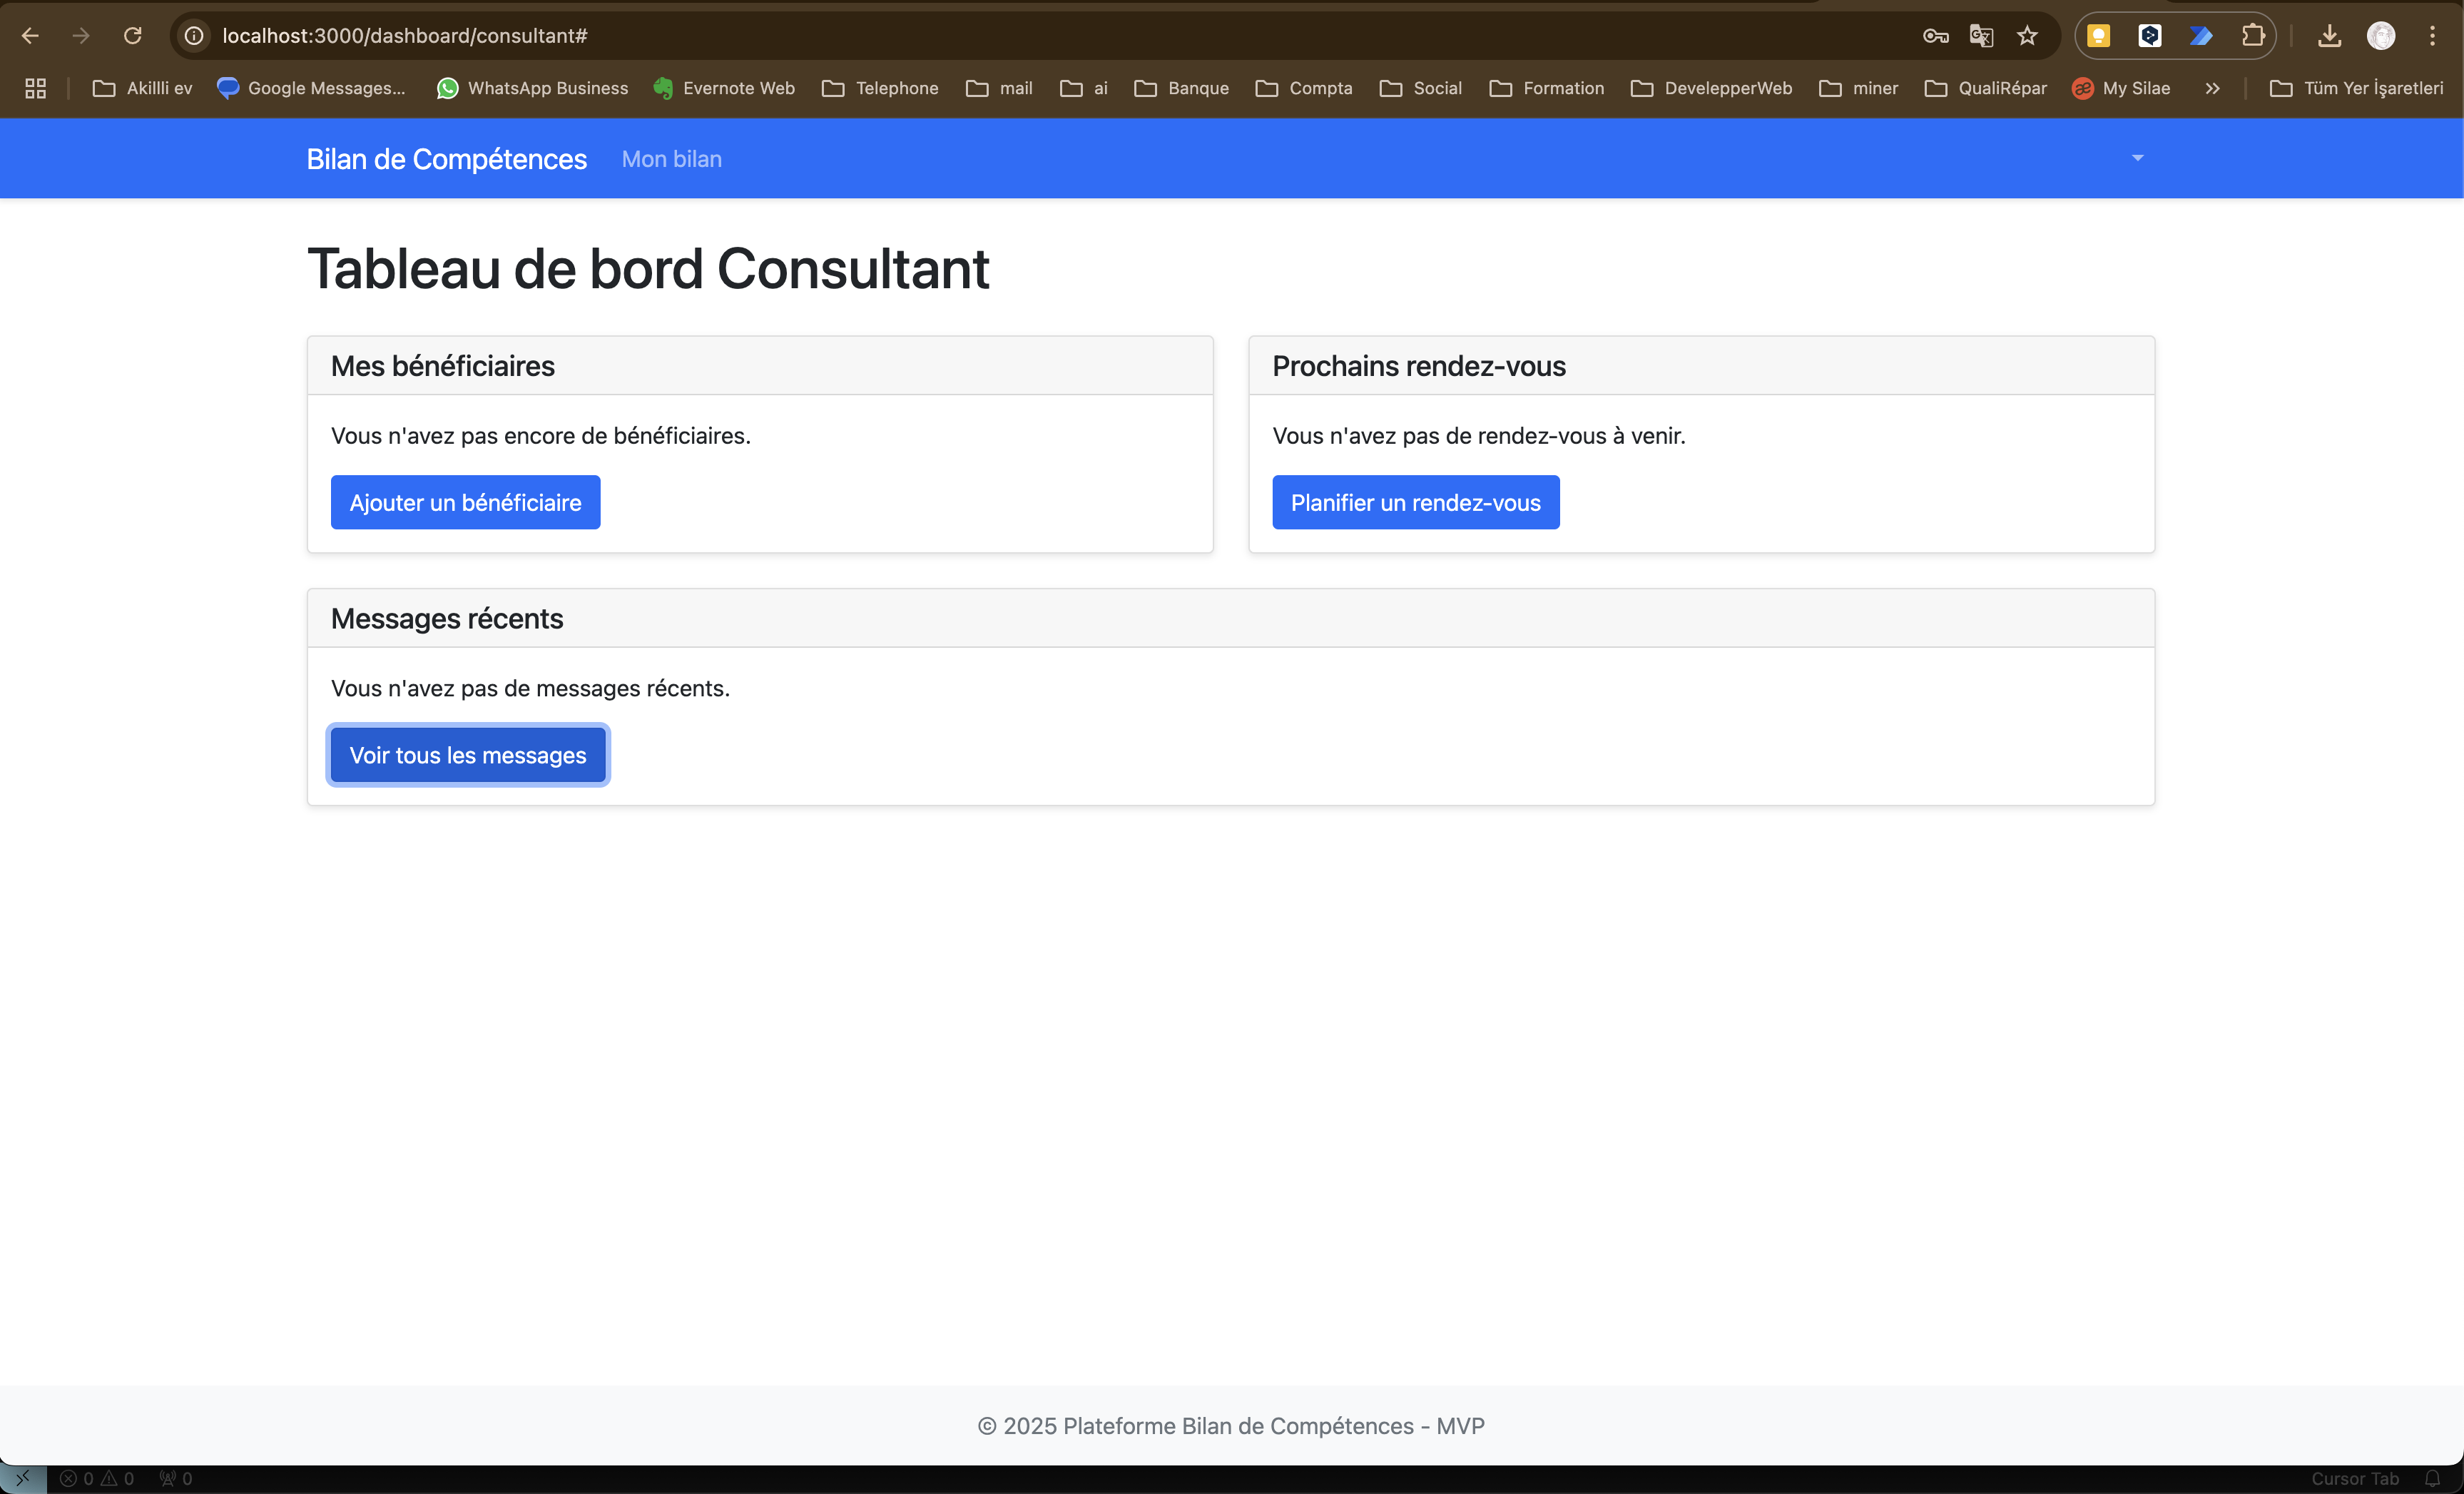 localhost:3000/dashboard/consultant#
Akillli ev Google Messages... WhatsApp Business Evernote Web Telephone mail ai Banque Compta Social Formation DevelepperWeb miner QualiRépar My Silae » Tüm Yer İşaretleri
Bilan de Compétences Mon bilan
Tableau de bord Consultant
Mes bénéficiaires
Vous n'avez pas encore de bénéficiaires.
Ajouter un bénéficiaire
Prochains rendez-vous
Vous n'avez pas de rendez-vous à venir.
Planifier un rendez-vous
Messages récents
Vous n'avez pas de messages récents.
Voir tous les messages
© 2025 Plateforme Bilan de Compétences - MVP
0 0 0 Cursor Tab